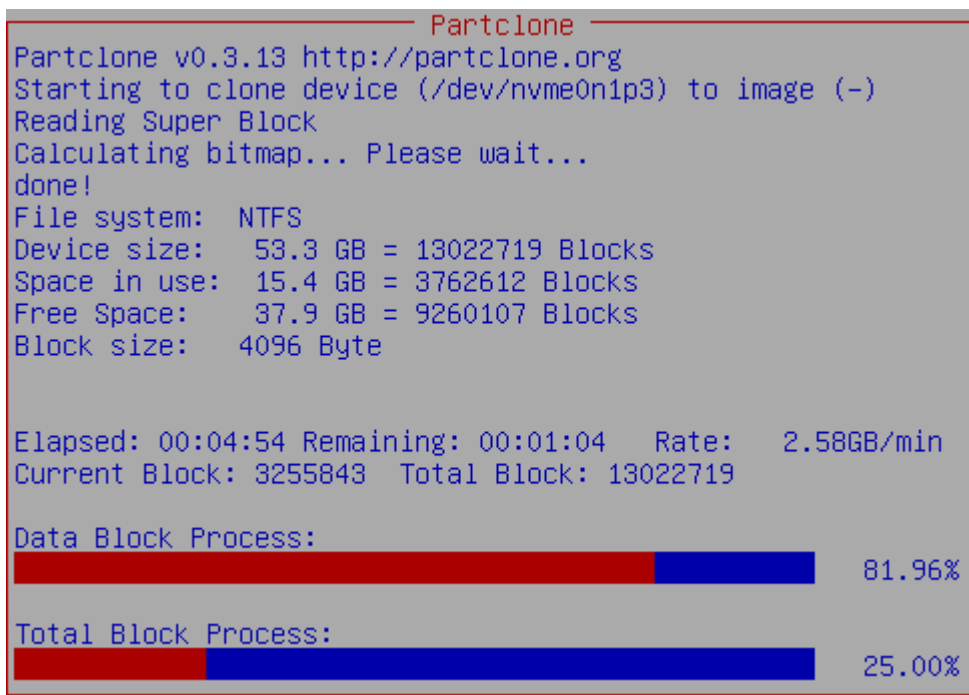 Partclone
Partclone v0.3.13 http://partclone.org
Starting to clone device (/dev/nvme0n1p3) to image (-)
Reading Super Block
Calculating bitmap... Please wait...
done!
File system:  NTFS
Device size:   53.3 GB = 13022719 Blocks
Space in use:  15.4 GB = 3762612 Blocks
Free Space:    37.9 GB = 9260107 Blocks
Block size:   4096 Byte
Elapsed: 00:04:54 Remaining: 00:01:04   Rate:   2.58GB/min
Current Block: 3255843  Total Block: 13022719
Data Block Process:
81.96%
Total Block Process:
25.00%